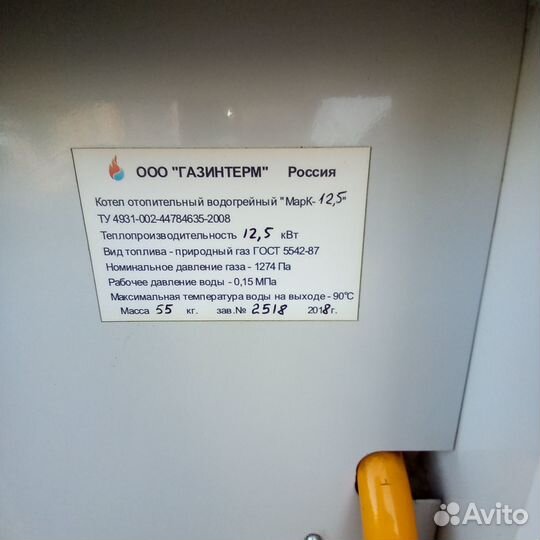 ООО "ГАЗИНТЕРМ" Россия
Котел отопительный водогрейный "МарК-12,5"
ТУ 4931-002-44784635-2008
Теплопроизводительность 12,5 кВт
Вид топлива - природный газ ГОСТ 5542-87
Номинальное давление газа - 1274 Па
Рабочее давление воды - 0,15 МПа
Максимальная температура воды на выходе - 90°С
Масса 55 кг. зав.№ 2518 2018г.
Avito